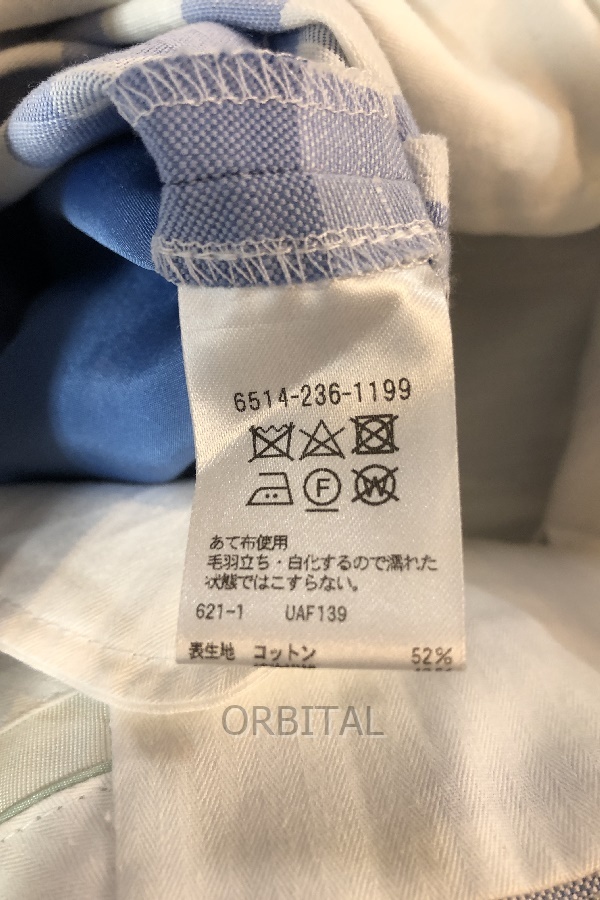 6514-236-1199
F
W
あて布使用
毛羽立ち・白化するので濡れた
状態ではこすらない。
621-1 UAF139
表生地 コットン 52%
ORBITAL